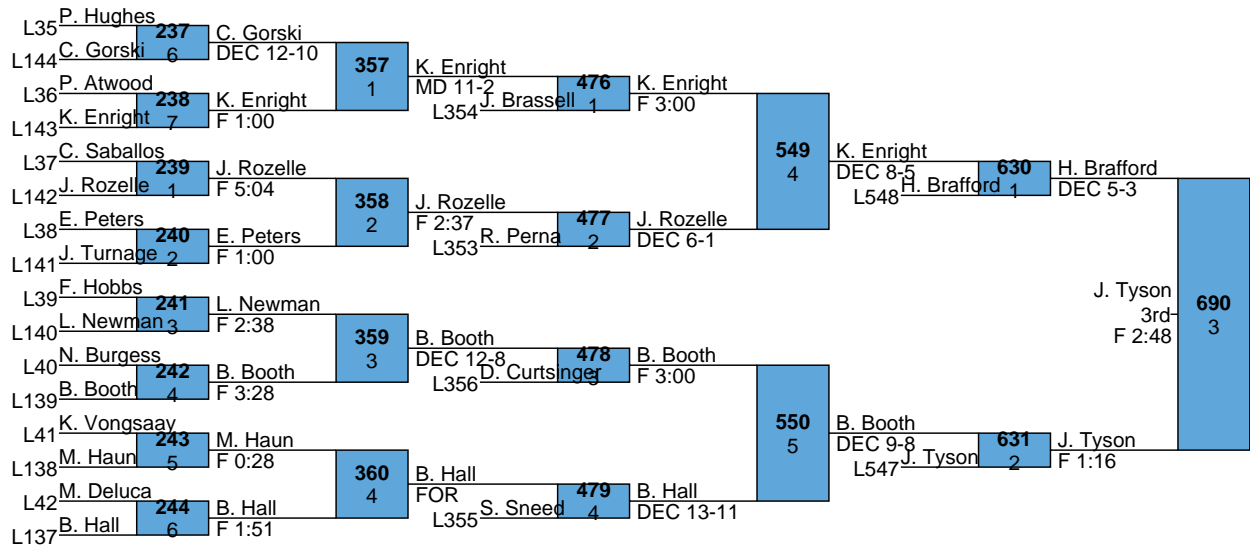 P. Hughes
L35
237
C. Gorski
L144
C. Gorski
6
DEC 12-10
357
1
K. Enright
MD 11-2
P. Atwood
L36
238
K. Enright
L143
K. Enright
7
F 1:00
L354
J. Brassell
476
1
K. Enright
F 3:00
C. Saballos
L37
239
J. Rozelle
L142
J. Rozelle
1
F 5:04
358
2
J. Rozelle
F 2:37
E. Peters
L38
240
E. Peters
L141
J. Turnage
2
F 1:00
L353
R. Perna
477
2
J. Rozelle
DEC 6-1
549
4
K. Enright
DEC 8-5
L548
H. Brafford
630
1
H. Brafford
DEC 5-3
F. Hobbs
L39
241
L. Newman
L140
L. Newman
3
F 2:38
359
3
B. Booth
DEC 12-8
N. Burgess
L40
242
B. Booth
L139
B. Booth
4
F 3:28
L356
D. Curtsinger
478
3
B. Booth
F 3:00
K. Vongsaay
L41
243
M. Haun
L138
M. Haun
5
F 0:28
360
4
B. Hall
FOR
M. Deluca
L42
244
B. Hall
L137
B. Hall
6
F 1:51
L355
S. Sneed
479
4
B. Hall
DEC 13-11
550
5
B. Booth
DEC 9-8
L547
J. Tyson
631
2
J. Tyson
F 1:16
J. Tyson
3rd
F 2:48
690
3